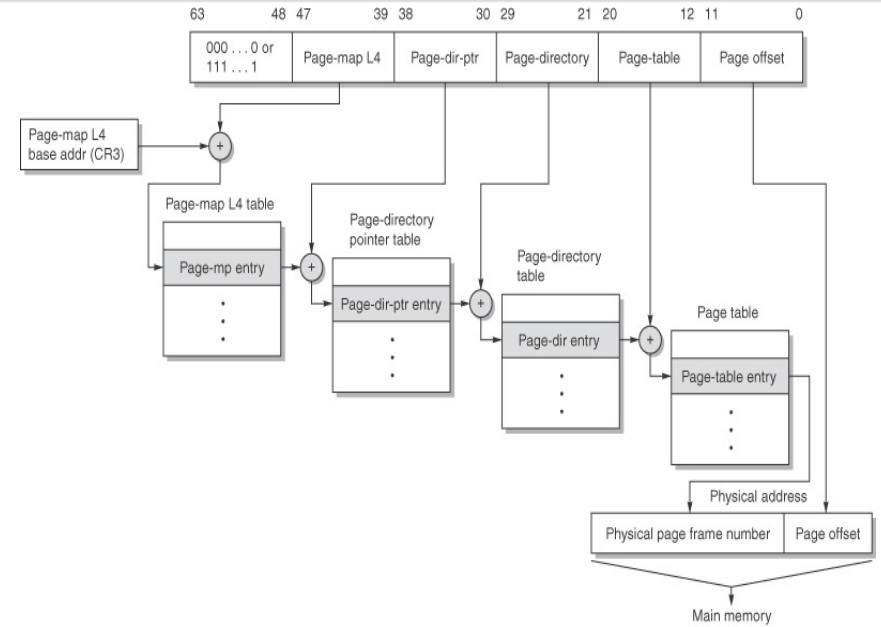 63 48 47 39 38 30 29 21 20 12 11 0
000 . . . 0 or
111 . . . 1
Page-map L4
Page-dir-ptr
Page-directory
Page-table
Page offset
Page-map L4
base addr (CR3)
+
Page-map L4 table
Page-mp entry
+
Page-directory
pointer table
Page-dir-ptr entry
+
Page-directory
table
Page-dir entry
+
Page table
Page-table entry
Physical address
Physical page frame number
Page offset
Main memory